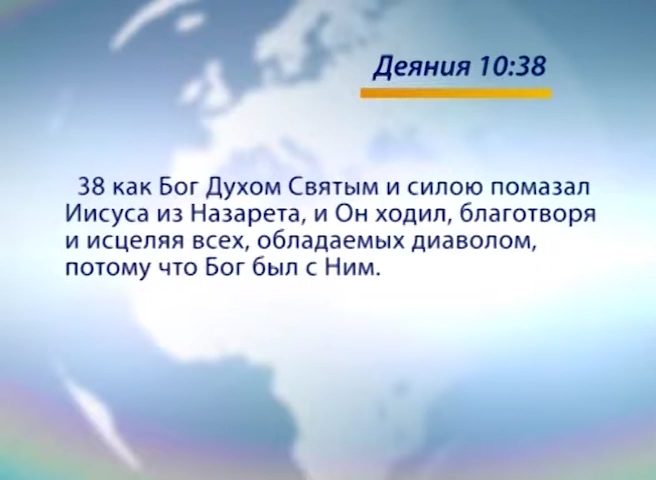 Деяния 10:38
38 как Бог Духом Святым и силою помазал
Иисуса из Назарета, и Он ходил, благотворя
и исцеляя всех, обладаемых диаволом,
потому что Бог был с Ним.